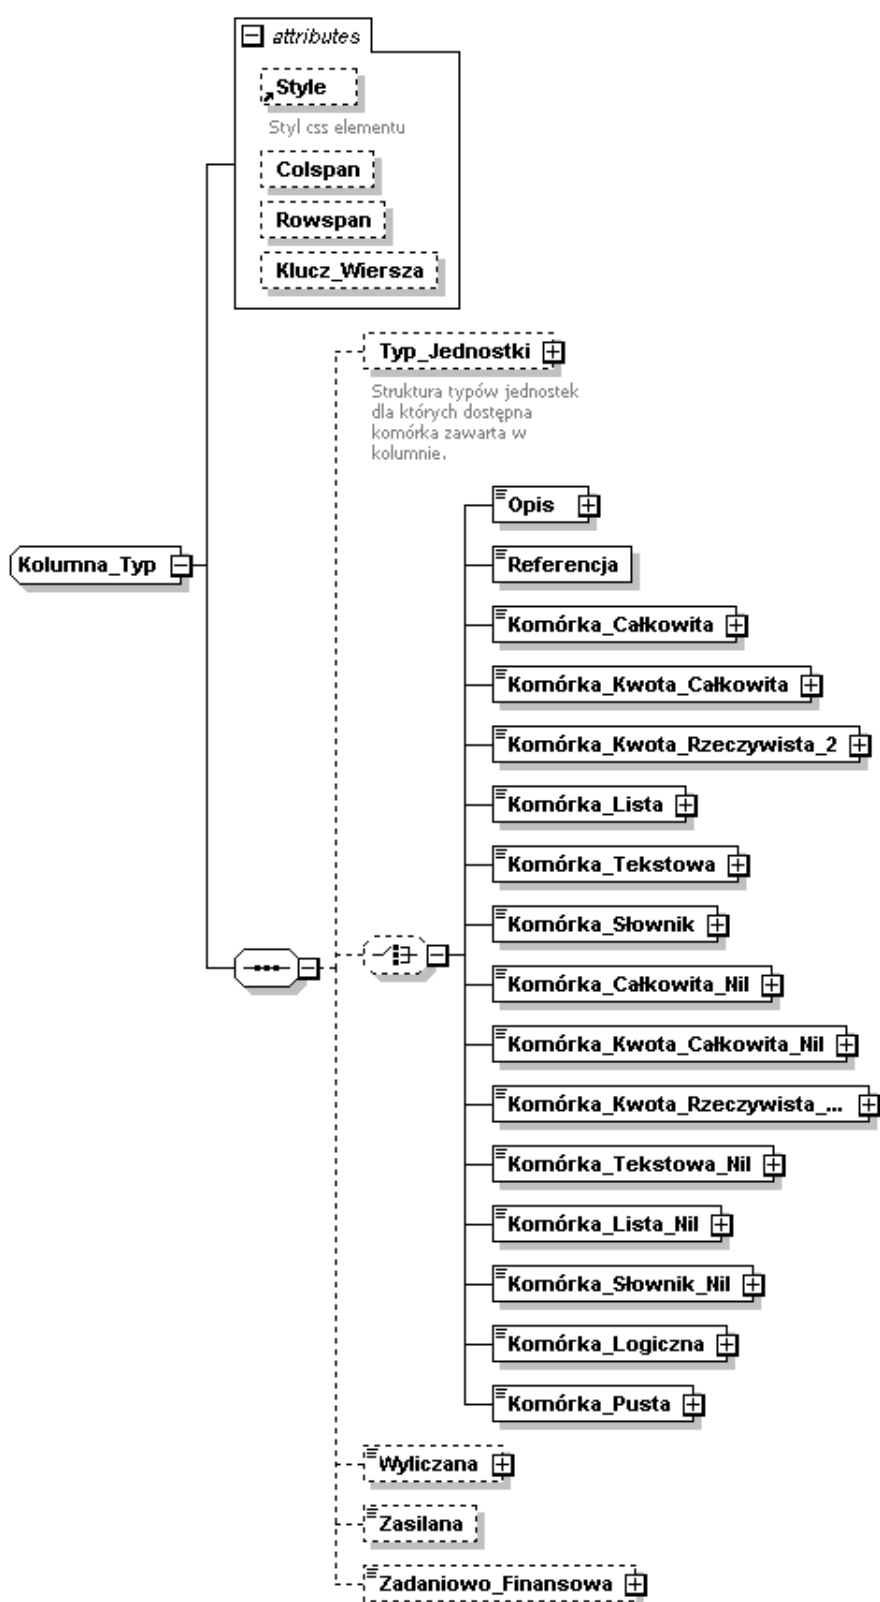 attributes
Style
Styl css elementu
Colspan
Rowspan
Klucz_Wiersza
Typ_Jednostki
Struktura typów jednostek
dla których dostępna
komórka zawarta w
kolumnie.
Kolumna_Typ
Opis
Referencja
Komórka_Całkowita
Komórka_Kwota_Całkowita
Komórka_Kwota_Rzeczywista_2
Komórka_Lista
Komórka_Tekstowa
Komórka_Słownik
Komórka_Całkowita_Nil
Komórka_Kwota_Całkowita_Nil
Komórka_Kwota_Rzeczywista_...
Komórka_Tekstowa_Nil
Komórka_Lista_Nil
Komórka_Słownik_Nil
Komórka_Logiczna
Komórka_Pusta
Wyliczana
Zasilana
Zadaniowo_Finansowa